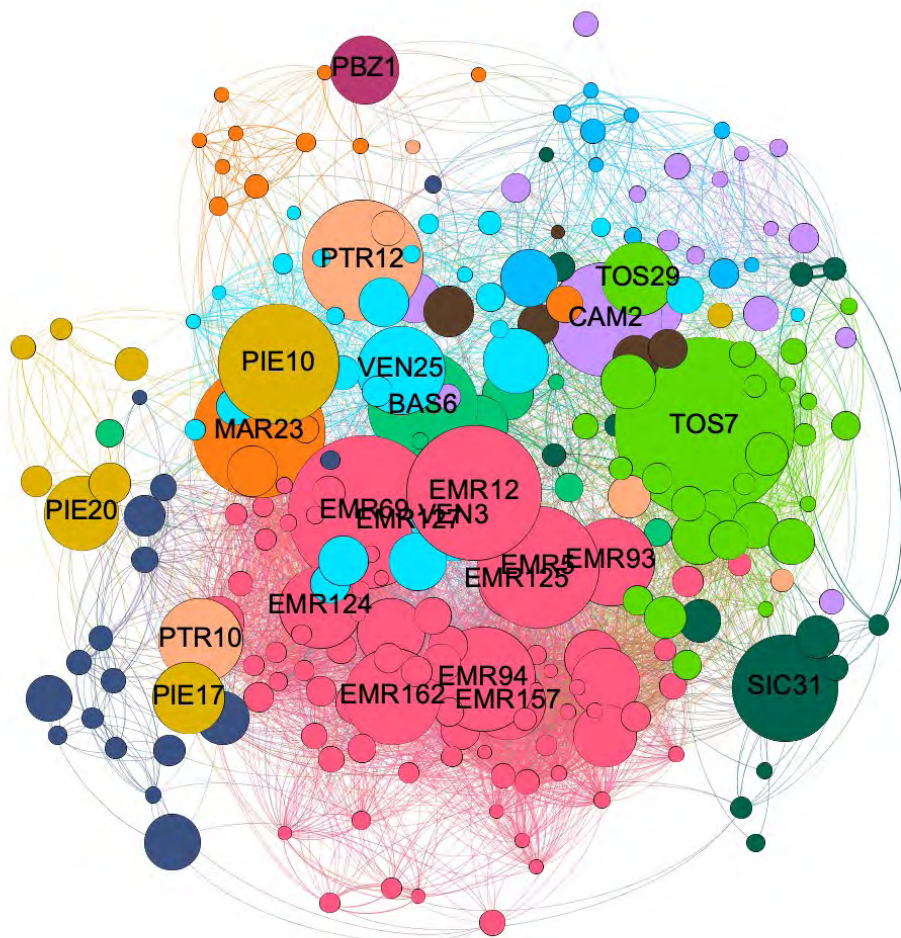 PBZ1
PTR12
TOS29
CAM2
PIE10
VEN25
BAS6
MAR23
TOS7
EMR12
EMR69
VEN3
EMR127
PIE20
EMR5
EMR93
EMR125
EMR124
PTR10
EMR94
PIE17
EMR162
EMR157
SIC31